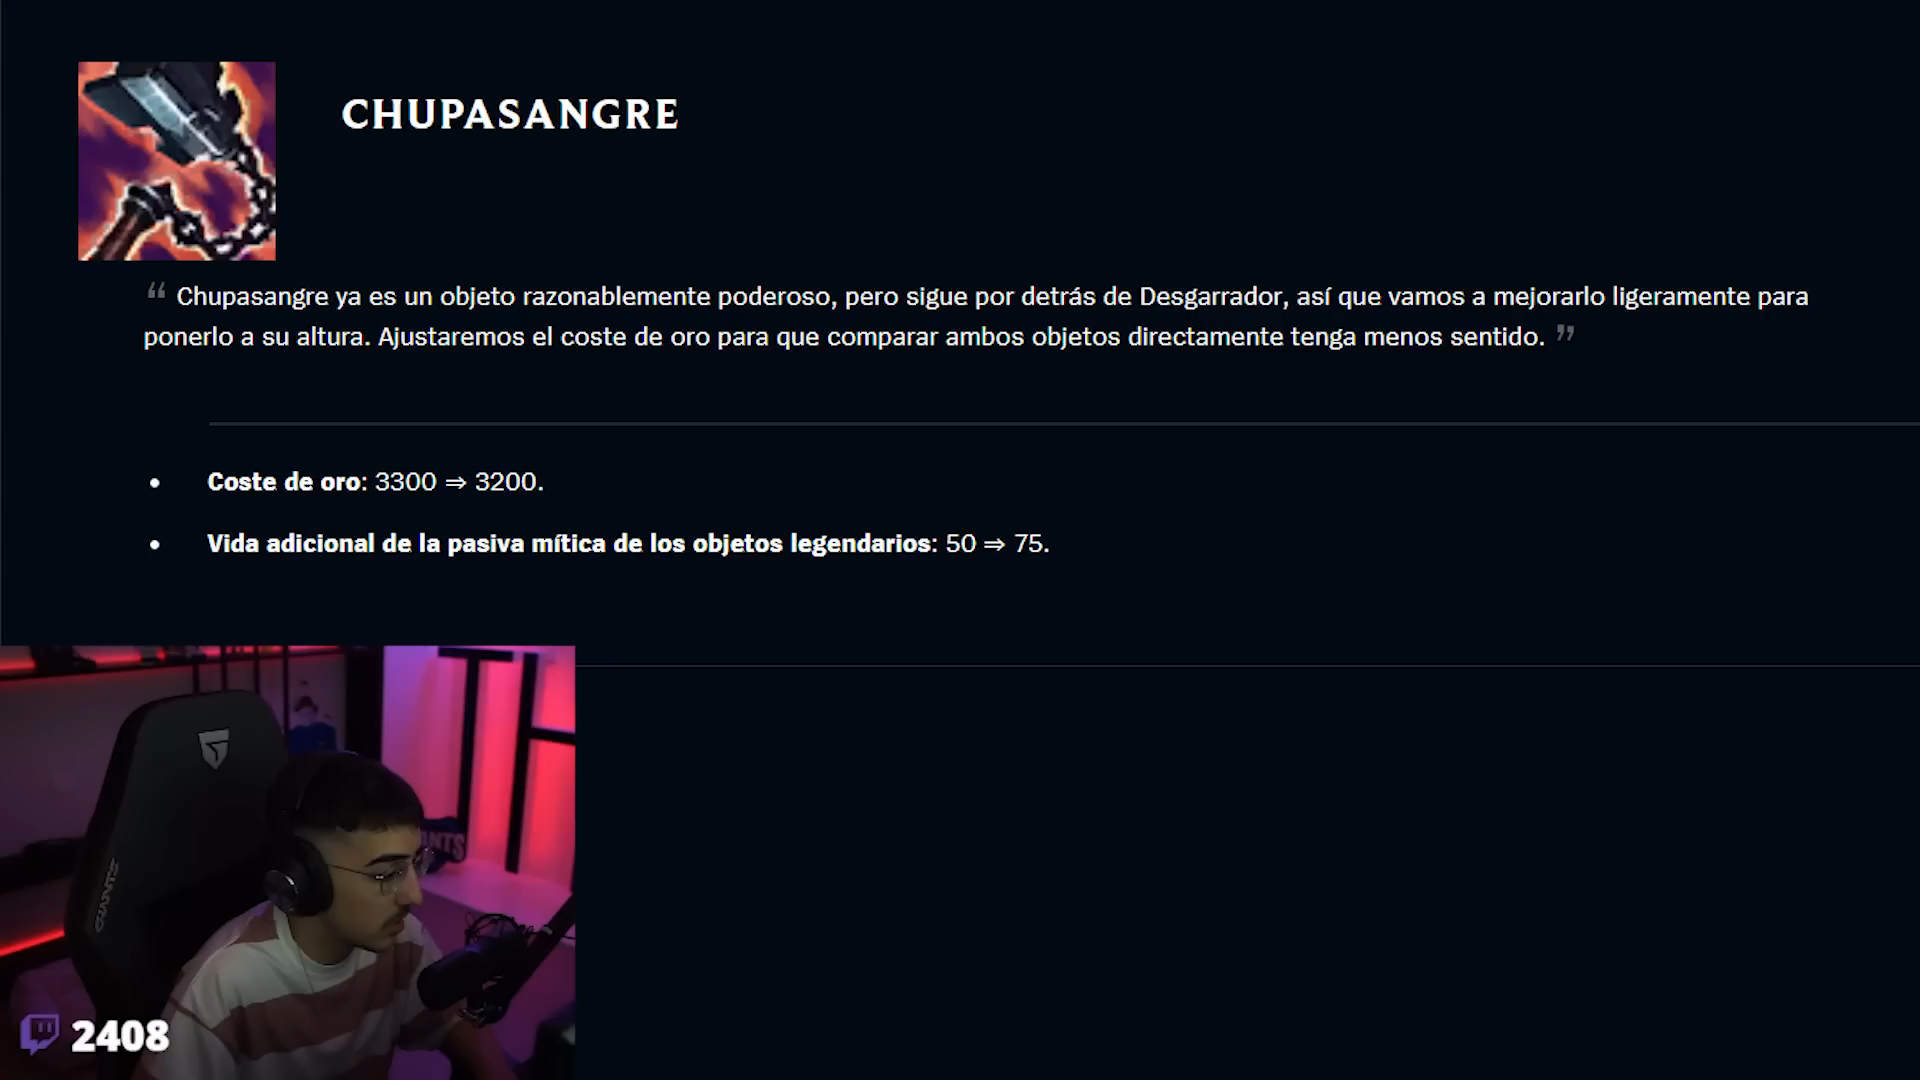 CHUPASANGRE
“ Chupasangre ya es un objeto razonablemente poderoso, pero sigue por detrás de Desgarrador, así que vamos a mejorarlo ligeramente para
ponerlo a su altura. Ajustaremos el coste de oro para que comparar ambos objetos directamente tenga menos sentido. ”
• Coste de oro: 3300 ⇒ 3200.
• Vida adicional de la pasiva mítica de los objetos legendarios: 50 ⇒ 75.
GIANTS
2408